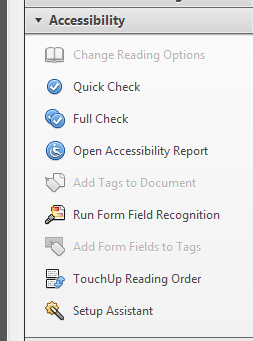 Accessibility
Change Reading Options
Quick Check
Full Check
Open Accessibility Report
Add Tags to Document
Run Form Field Recognition
Add Form Fields to Tags
TouchUp Reading Order
Setup Assistant